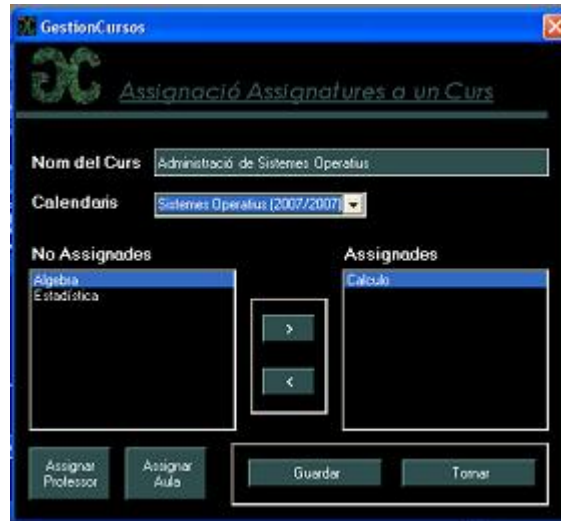 GestionCursos
GC
Assignació Assignatures a un Curs
Nom del Curs
Administració de Sistemes Operatius
Calendaris
Sistemes Operatius (2007/2007)
No Assignades
Assignades
Algebra
Estadística
Calculo
>
<
Assignar
Professor
Assignar
Aula
Guardar
Tornar